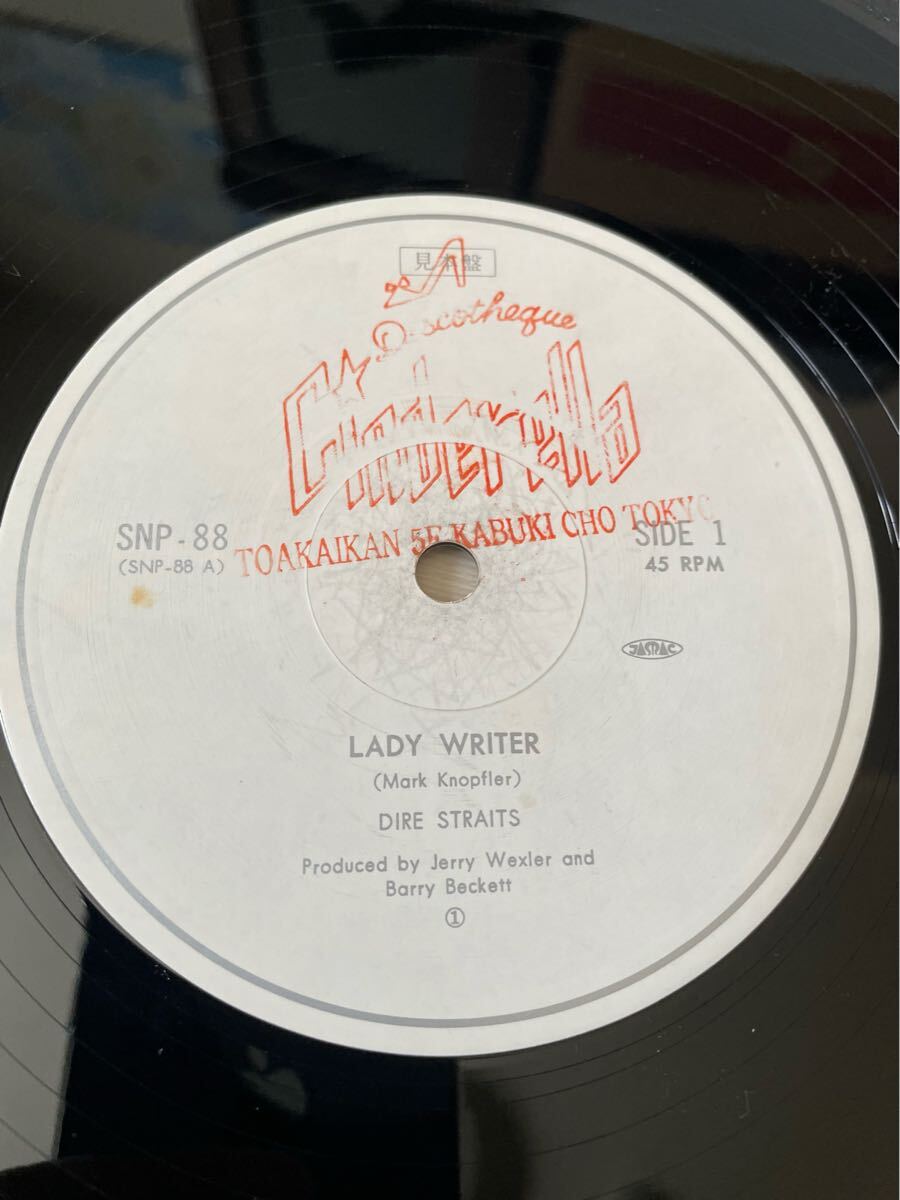 見本盤
Discotheque
Cinderella
TOAKAIKAN 5F KABUKI CHO TOKYO
SNP-88
(SNP-88 A)
SIDE 1
45 RPM
JASRAC
LADY WRITER
(Mark Knopfler)
DIRE STRAITS
Produced by Jerry Wexler and
Barry Beckett
①